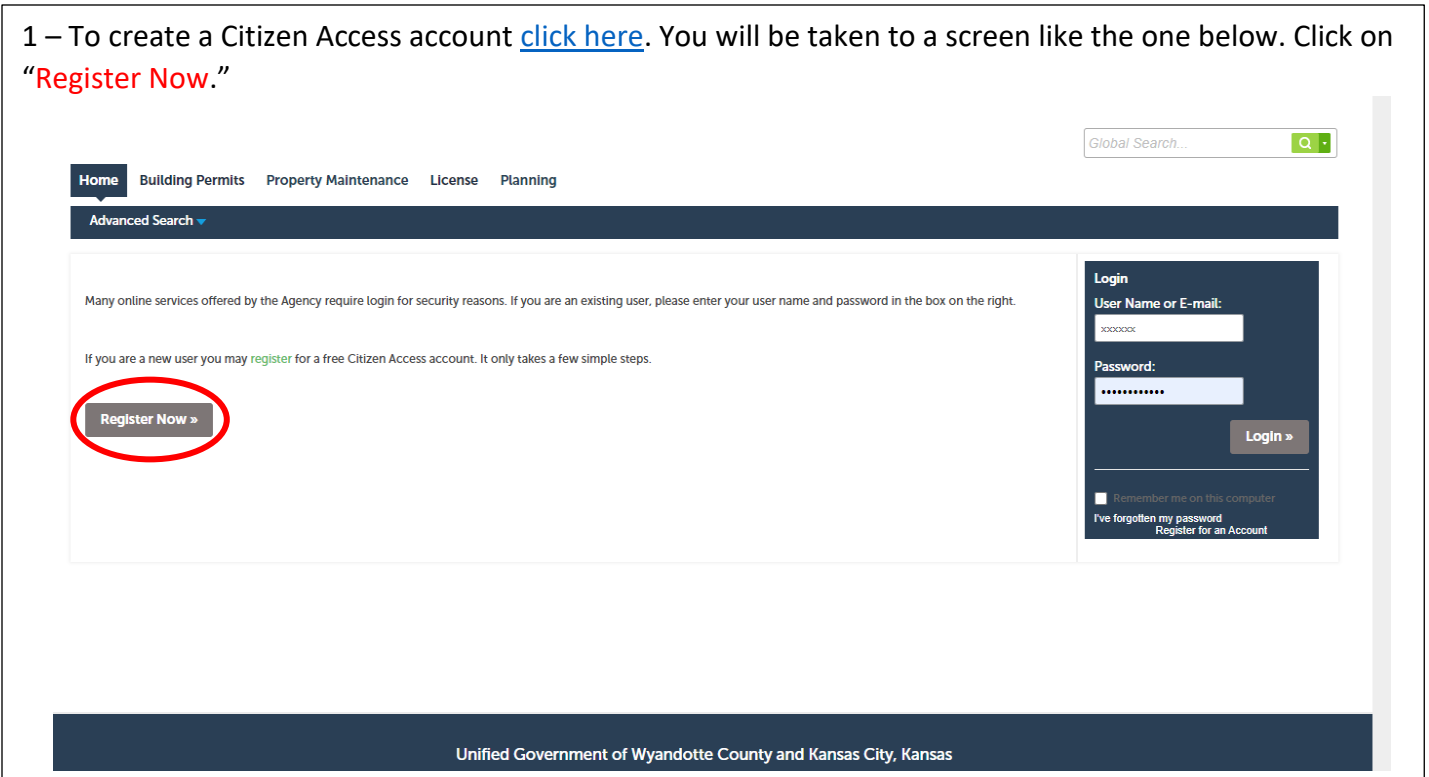 1 – To create a Citizen Access account click here. You will be taken to a screen like the one below. Click on
“Register Now.”
Global Search...
Home Building Permits Property Maintenance License Planning
Advanced Search
Many online services offered by the Agency require login for security reasons. If you are an existing user, please enter your user name and password in the box on the right.
If you are a new user you may register for a free Citizen Access account. It only takes a few simple steps.
Register Now »
Login
User Name or E-mail:
xxxxxx
Password:
••••••••••••
Login »
Remember me on this computer
I've forgotten my password
Register for an Account
Unified Government of Wyandotte County and Kansas City, Kansas